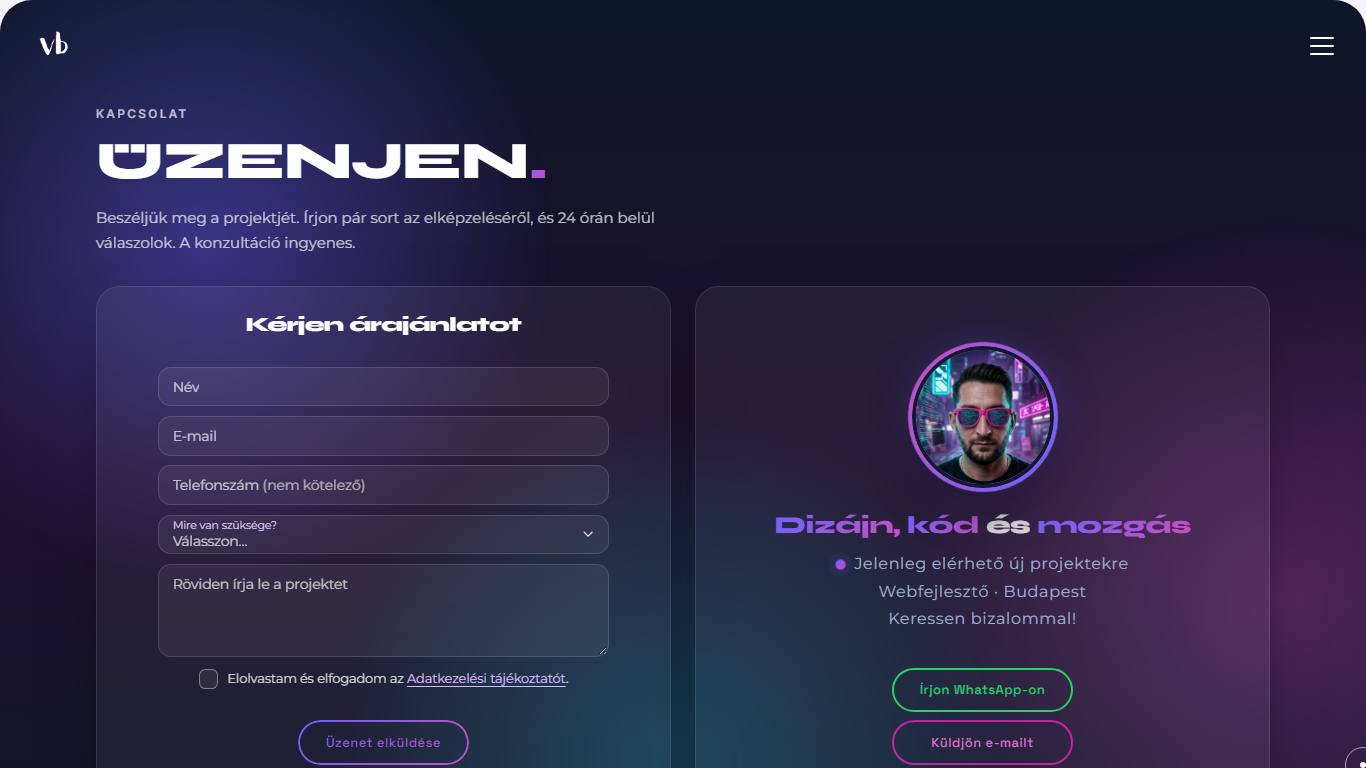 vb
KAPCSOLAT
ÜZENJEN.
Beszéljük meg a projektjét. Írjon pár sort az elképzeléséről, és 24 órán belül
válaszolok. A konzultáció ingyenes.
Kérjen árajánlatot
Név
E-mail
Telefonszám (nem kötelező)
Mire van szüksége?
Válasszon...
Röviden írja le a projektet
Elolvastam és elfogadom az Adatkezelési tájékoztatót.
Üzenet elküldése
Dizájn, kód és mozgás
Jelenleg elérhető új projektekre
Webfejlesztő · Budapest
Keressen bizalommal!
Írjon WhatsApp-on
Küldjön e-mailt